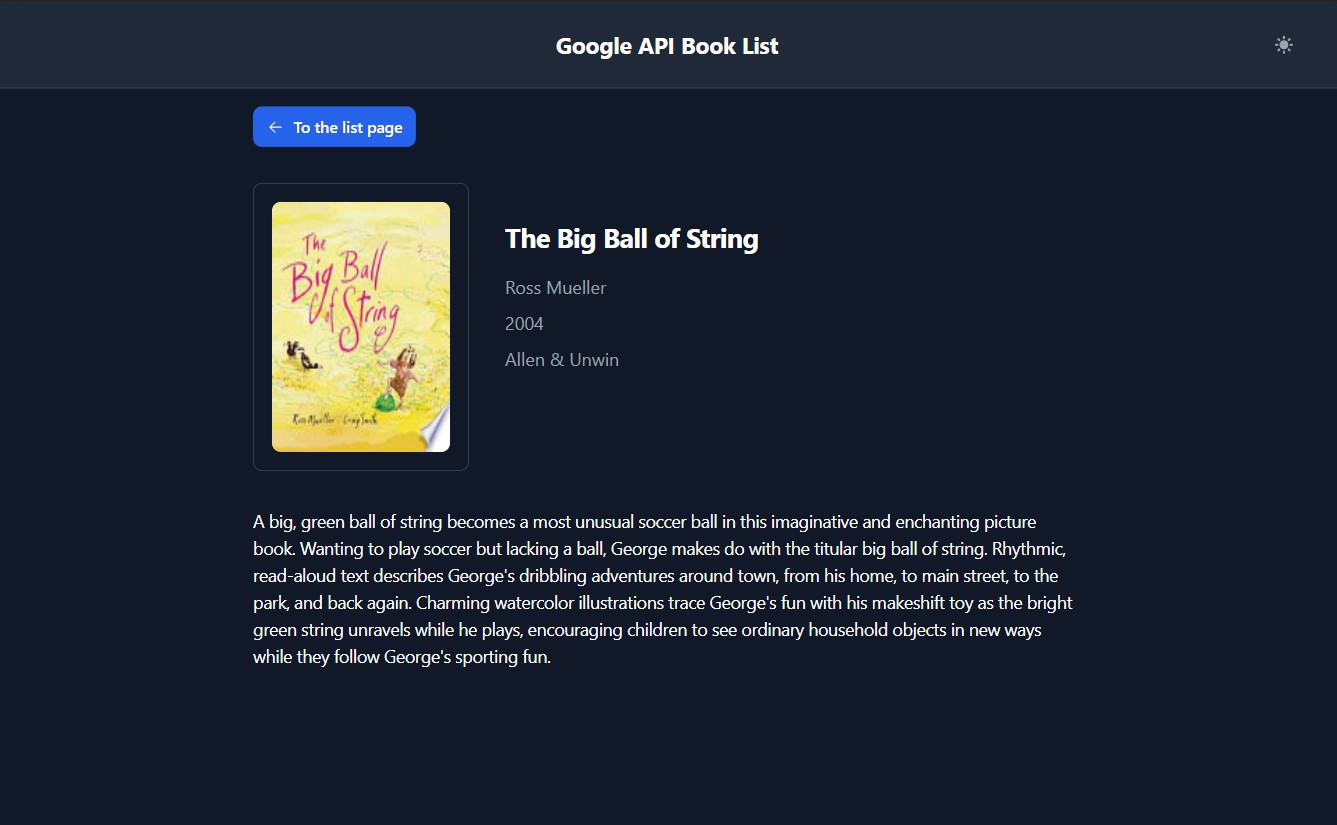 Google API Book List
To the list page
The
Big Ball
of String
Ross Mueller Craig Smith
The Big Ball of String
Ross Mueller
2004
Allen & Unwin
A big, green ball of string becomes a most unusual soccer ball in this imaginative and enchanting picture
book. Wanting to play soccer but lacking a ball, George makes do with the titular big ball of string. Rhythmic,
read-aloud text describes George's dribbling adventures around town, from his home, to main street, to the
park, and back again. Charming watercolor illustrations trace George's fun with his makeshift toy as the bright
green string unravels while he plays, encouraging children to see ordinary household objects in new ways
while they follow George's sporting fun.